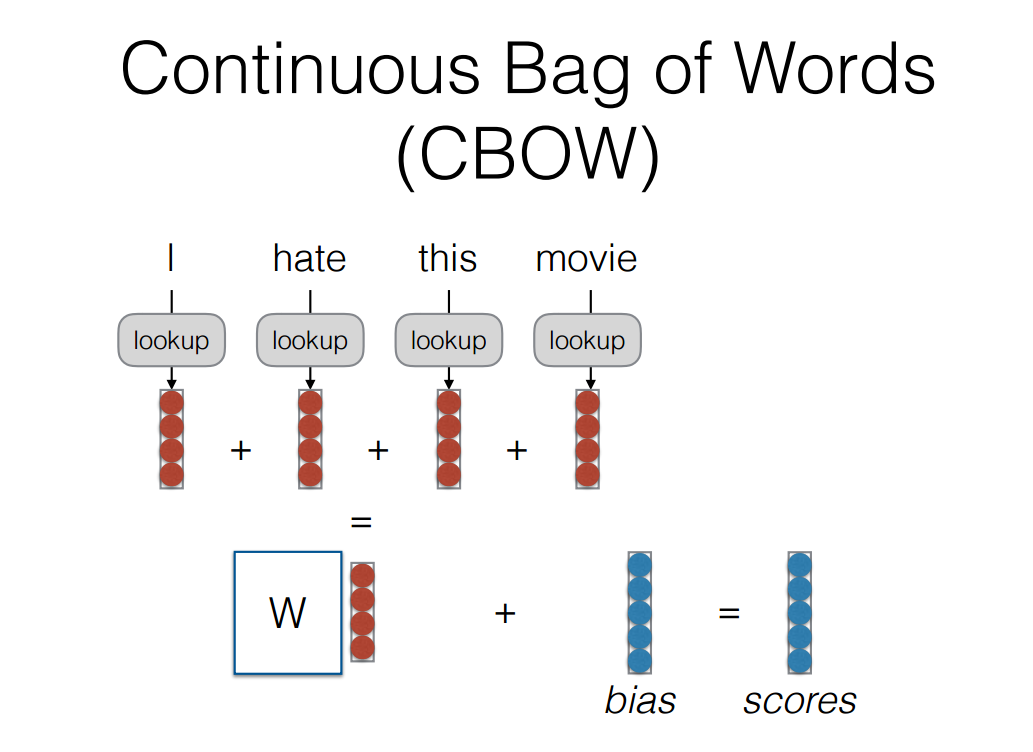 Continuous Bag of Words
(CBOW)
I hate this movie
lookup lookup lookup lookup
+ + +
=
W + =
bias scores